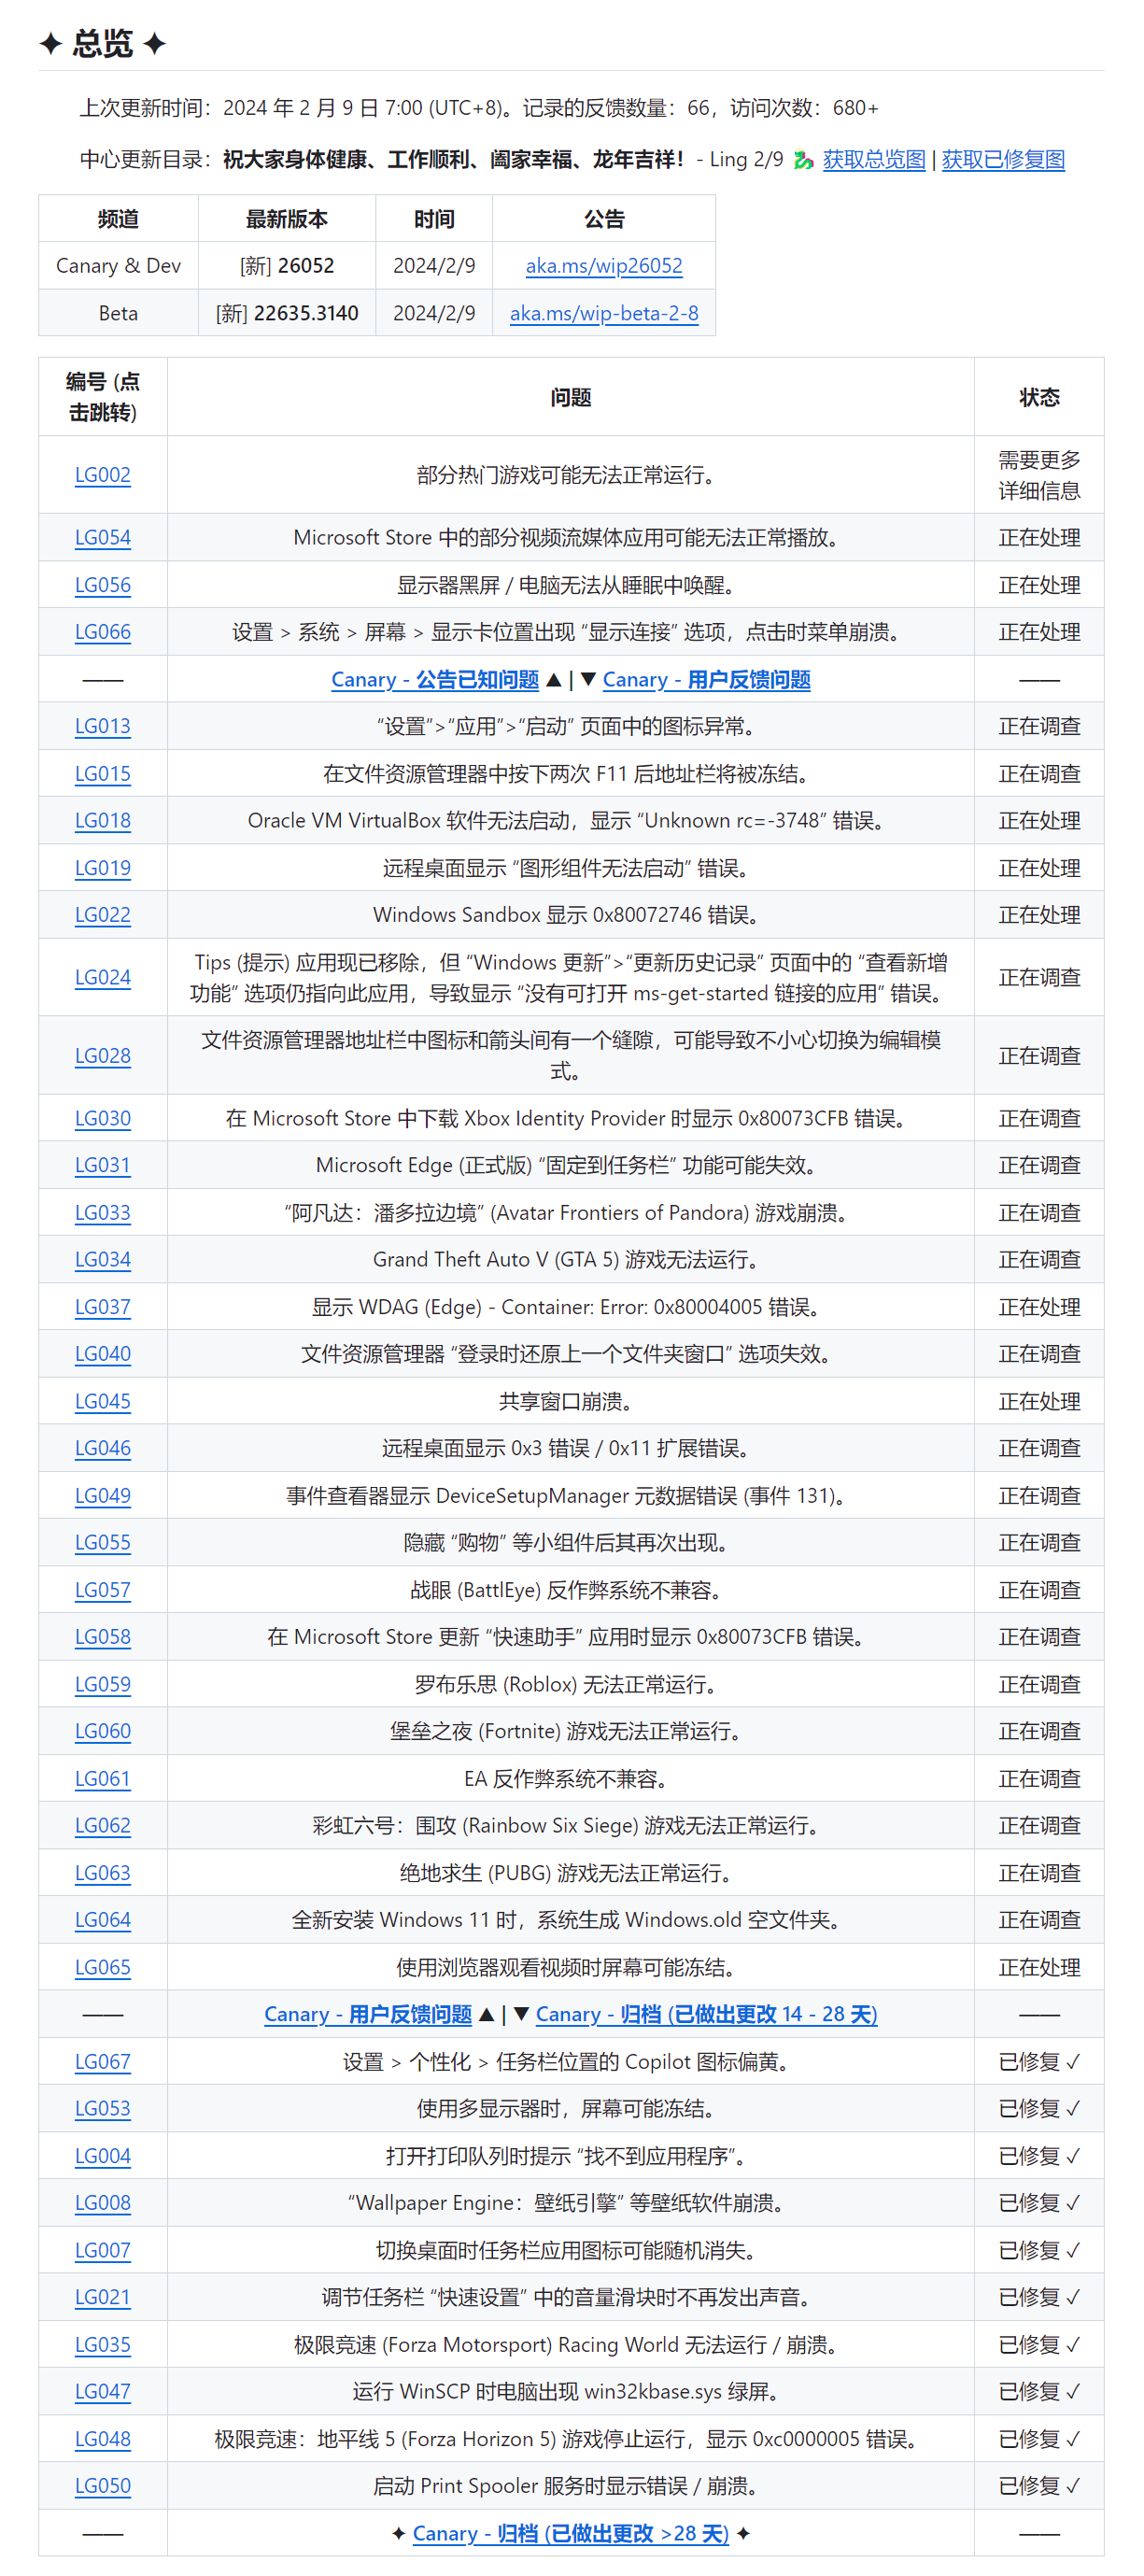 ✦ 总览 ✦
上次更新时间：2024 年 2 月 9 日 7:00 (UTC+8)。记录的反馈数量：66，访问次数：680+
中心更新目录：祝大家身体健康、工作顺利、阖家幸福、龙年吉祥！- Ling 2/9 🐉 获取总览图 | 获取已修复图
频道 最新版本 时间 公告
Canary & Dev [新] 26052 2024/2/9 aka.ms/wip26052
Beta [新] 22635.3140 2024/2/9 aka.ms/wip-beta-2-8
编号 (点
击跳转)
问题 状态
LG002 部分热门游戏可能无法正常运行。 需要更多
详细信息
LG054 Microsoft Store 中的部分视频流媒体应用可能无法正常播放。 正在处理
LG056 显示器黑屏 / 电脑无法从睡眠中唤醒。 正在处理
LG066 设置 > 系统 > 屏幕 > 显示卡位置出现 “显示连接” 选项，点击时菜单崩溃。 正在处理
—— Canary - 公告已知问题 ▲ | ▼ Canary - 用户反馈问题 ——
LG013 “设置”>“应用”>“启动” 页面中的图标异常。 正在调查
LG015 在文件资源管理器中按下两次 F11 后地址栏将被冻结。 正在调查
LG018 Oracle VM VirtualBox 软件无法启动，显示 “Unknown rc=-3748” 错误。 正在处理
LG019 远程桌面显示 “图形组件无法启动” 错误。 正在处理
LG022 Windows Sandbox 显示 0x80072746 错误。 正在处理
LG024 Tips (提示) 应用现已移除，但 “Windows 更新”>“更新历史记录” 页面中的 “查看新增
功能” 选项仍指向此应用，导致显示 “没有可打开 ms-get-started 链接的应用” 错误。 正在调查
LG028 文件资源管理器地址栏中图标和箭头间有一个缝隙，可能导致不小心切换为编辑模
式。 正在调查
LG030 在 Microsoft Store 中下载 Xbox Identity Provider 时显示 0x80073CFB 错误。 正在调查
LG031 Microsoft Edge (正式版) “固定到任务栏” 功能可能失效。 正在调查
LG033 “阿凡达：潘多拉边境” (Avatar Frontiers of Pandora) 游戏崩溃。 正在调查
LG034 Grand Theft Auto V (GTA 5) 游戏无法运行。 正在调查
LG037 显示 WDAG (Edge) - Container: Error: 0x80004005 错误。 正在处理
LG040 文件资源管理器 “登录时还原上一个文件夹窗口” 选项失效。 正在调查
LG045 共享窗口崩溃。 正在处理
LG046 远程桌面显示 0x3 错误 / 0x11 扩展错误。 正在调查
LG049 事件查看器显示 DeviceSetupManager 元数据错误 (事件 131)。 正在调查
LG055 隐藏 “购物” 等小组件后其再次出现。 正在调查
LG057 战眼 (BattlEye) 反作弊系统不兼容。 正在调查
LG058 在 Microsoft Store 更新 “快速助手” 应用时显示 0x80073CFB 错误。 正在调查
LG059 罗布乐思 (Roblox) 无法正常运行。 正在调查
LG060 堡垒之夜 (Fortnite) 游戏无法正常运行。 正在调查
LG061 EA 反作弊系统不兼容。 正在调查
LG062 彩虹六号：围攻 (Rainbow Six Siege) 游戏无法正常运行。 正在调查
LG063 绝地求生 (PUBG) 游戏无法正常运行。 正在调查
LG064 全新安装 Windows 11 时，系统生成 Windows.old 空文件夹。 正在调查
LG065 使用浏览器观看视频时屏幕可能冻结。 正在处理
—— Canary - 用户反馈问题 ▲ | ▼ Canary - 归档 (已做出更改 14 - 28 天) ——
LG067 设置 > 个性化 > 任务栏位置的 Copilot 图标偏黄。 已修复 ✓
LG053 使用多显示器时，屏幕可能冻结。 已修复 ✓
LG004 打开打印队列时提示 “找不到应用程序”。 已修复 ✓
LG008 “Wallpaper Engine：壁纸引擎” 等壁纸软件崩溃。 已修复 ✓
LG007 切换桌面时任务栏应用图标可能随机消失。 已修复 ✓
LG021 调节任务栏 “快速设置” 中的音量滑块时不再发出声音。 已修复 ✓
LG035 极限竞速 (Forza Motorsport) Racing World 无法运行 / 崩溃。 已修复 ✓
LG047 运行 WinSCP 时电脑出现 win32kbase.sys 绿屏。 已修复 ✓
LG048 极限竞速：地平线 5 (Forza Horizon 5) 游戏停止运行，显示 0xc0000005 错误。 已修复 ✓
LG050 启动 Print Spooler 服务时显示错误 / 崩溃。 已修复 ✓
—— ✦ Canary - 归档 (已做出更改 >28 天) ✦ ——